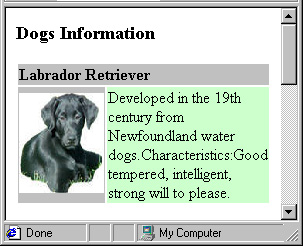 Dogs Information
Labrador Retriever
Developed in the 19th
century from
Newfoundland water
dogs.Characteristics:Good
tempered, intelligent,
strong will to please.
Done
My Computer